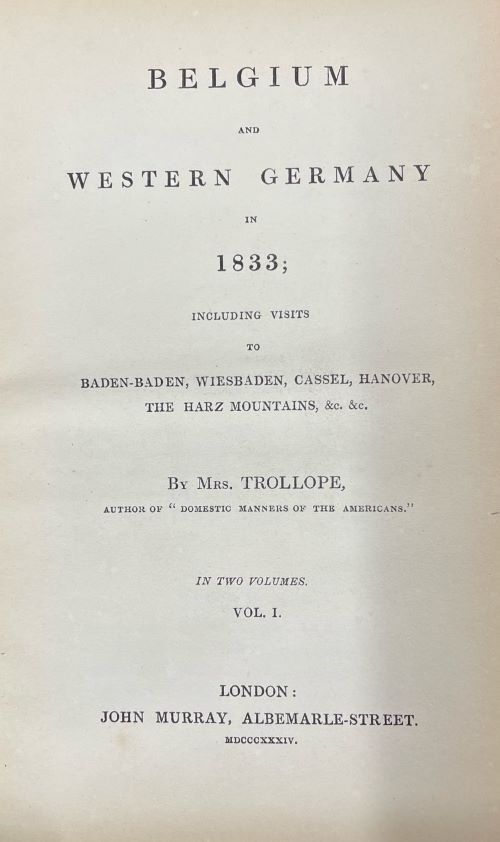 BELGIUM
AND
WESTERN GERMANY
IN
1833;
INCLUDING VISITS
TO
BADEN-BADEN, WIESBADEN, CASSEL, HANOVER,
THE HARZ MOUNTAINS, &c. &c.
BY MRS. TROLLOPE,
AUTHOR OF “ DOMESTIC MANNERS OF THE AMERICANS.”
IN TWO VOLUMES.
VOL. I.
LONDON:
JOHN MURRAY, ALBEMARLE-STREET.
MDCCCXXXIV.